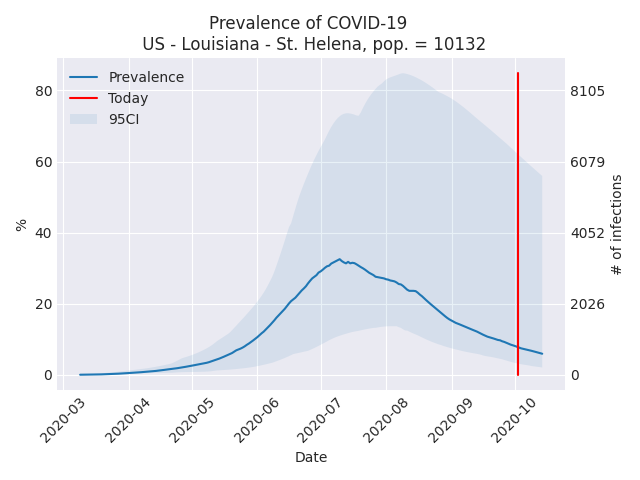 Prevalence of COVID-19
US - Louisiana - St. Helena, pop. = 10132
Prevalence
Today
95CI
80
60
40
20
0
%
8105
6079
4052
2026
0
# of infections
2020-03
2020-04
2020-05
2020-06
2020-07
2020-08
2020-09
2020-10
Date